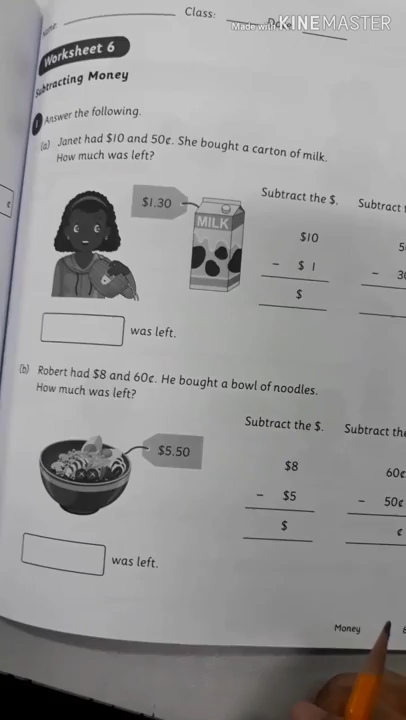 Class:
Made with KINEMASTER
Worksheet 6
Subtracting Money
1 Answer the following.
(a) Janet had $10 and 50¢. She bought a carton of milk.
How much was left?
$1.30
MILK
Subtract the $. Subtract
$10
- $ 1
-
$
was left.
(b) Robert had $8 and 60¢. He bought a bowl of noodles.
How much was left?
$5.50
Subtract the $. Subtract the
$8 60¢
- $5 - 50¢
$ ¢
was left.
Money